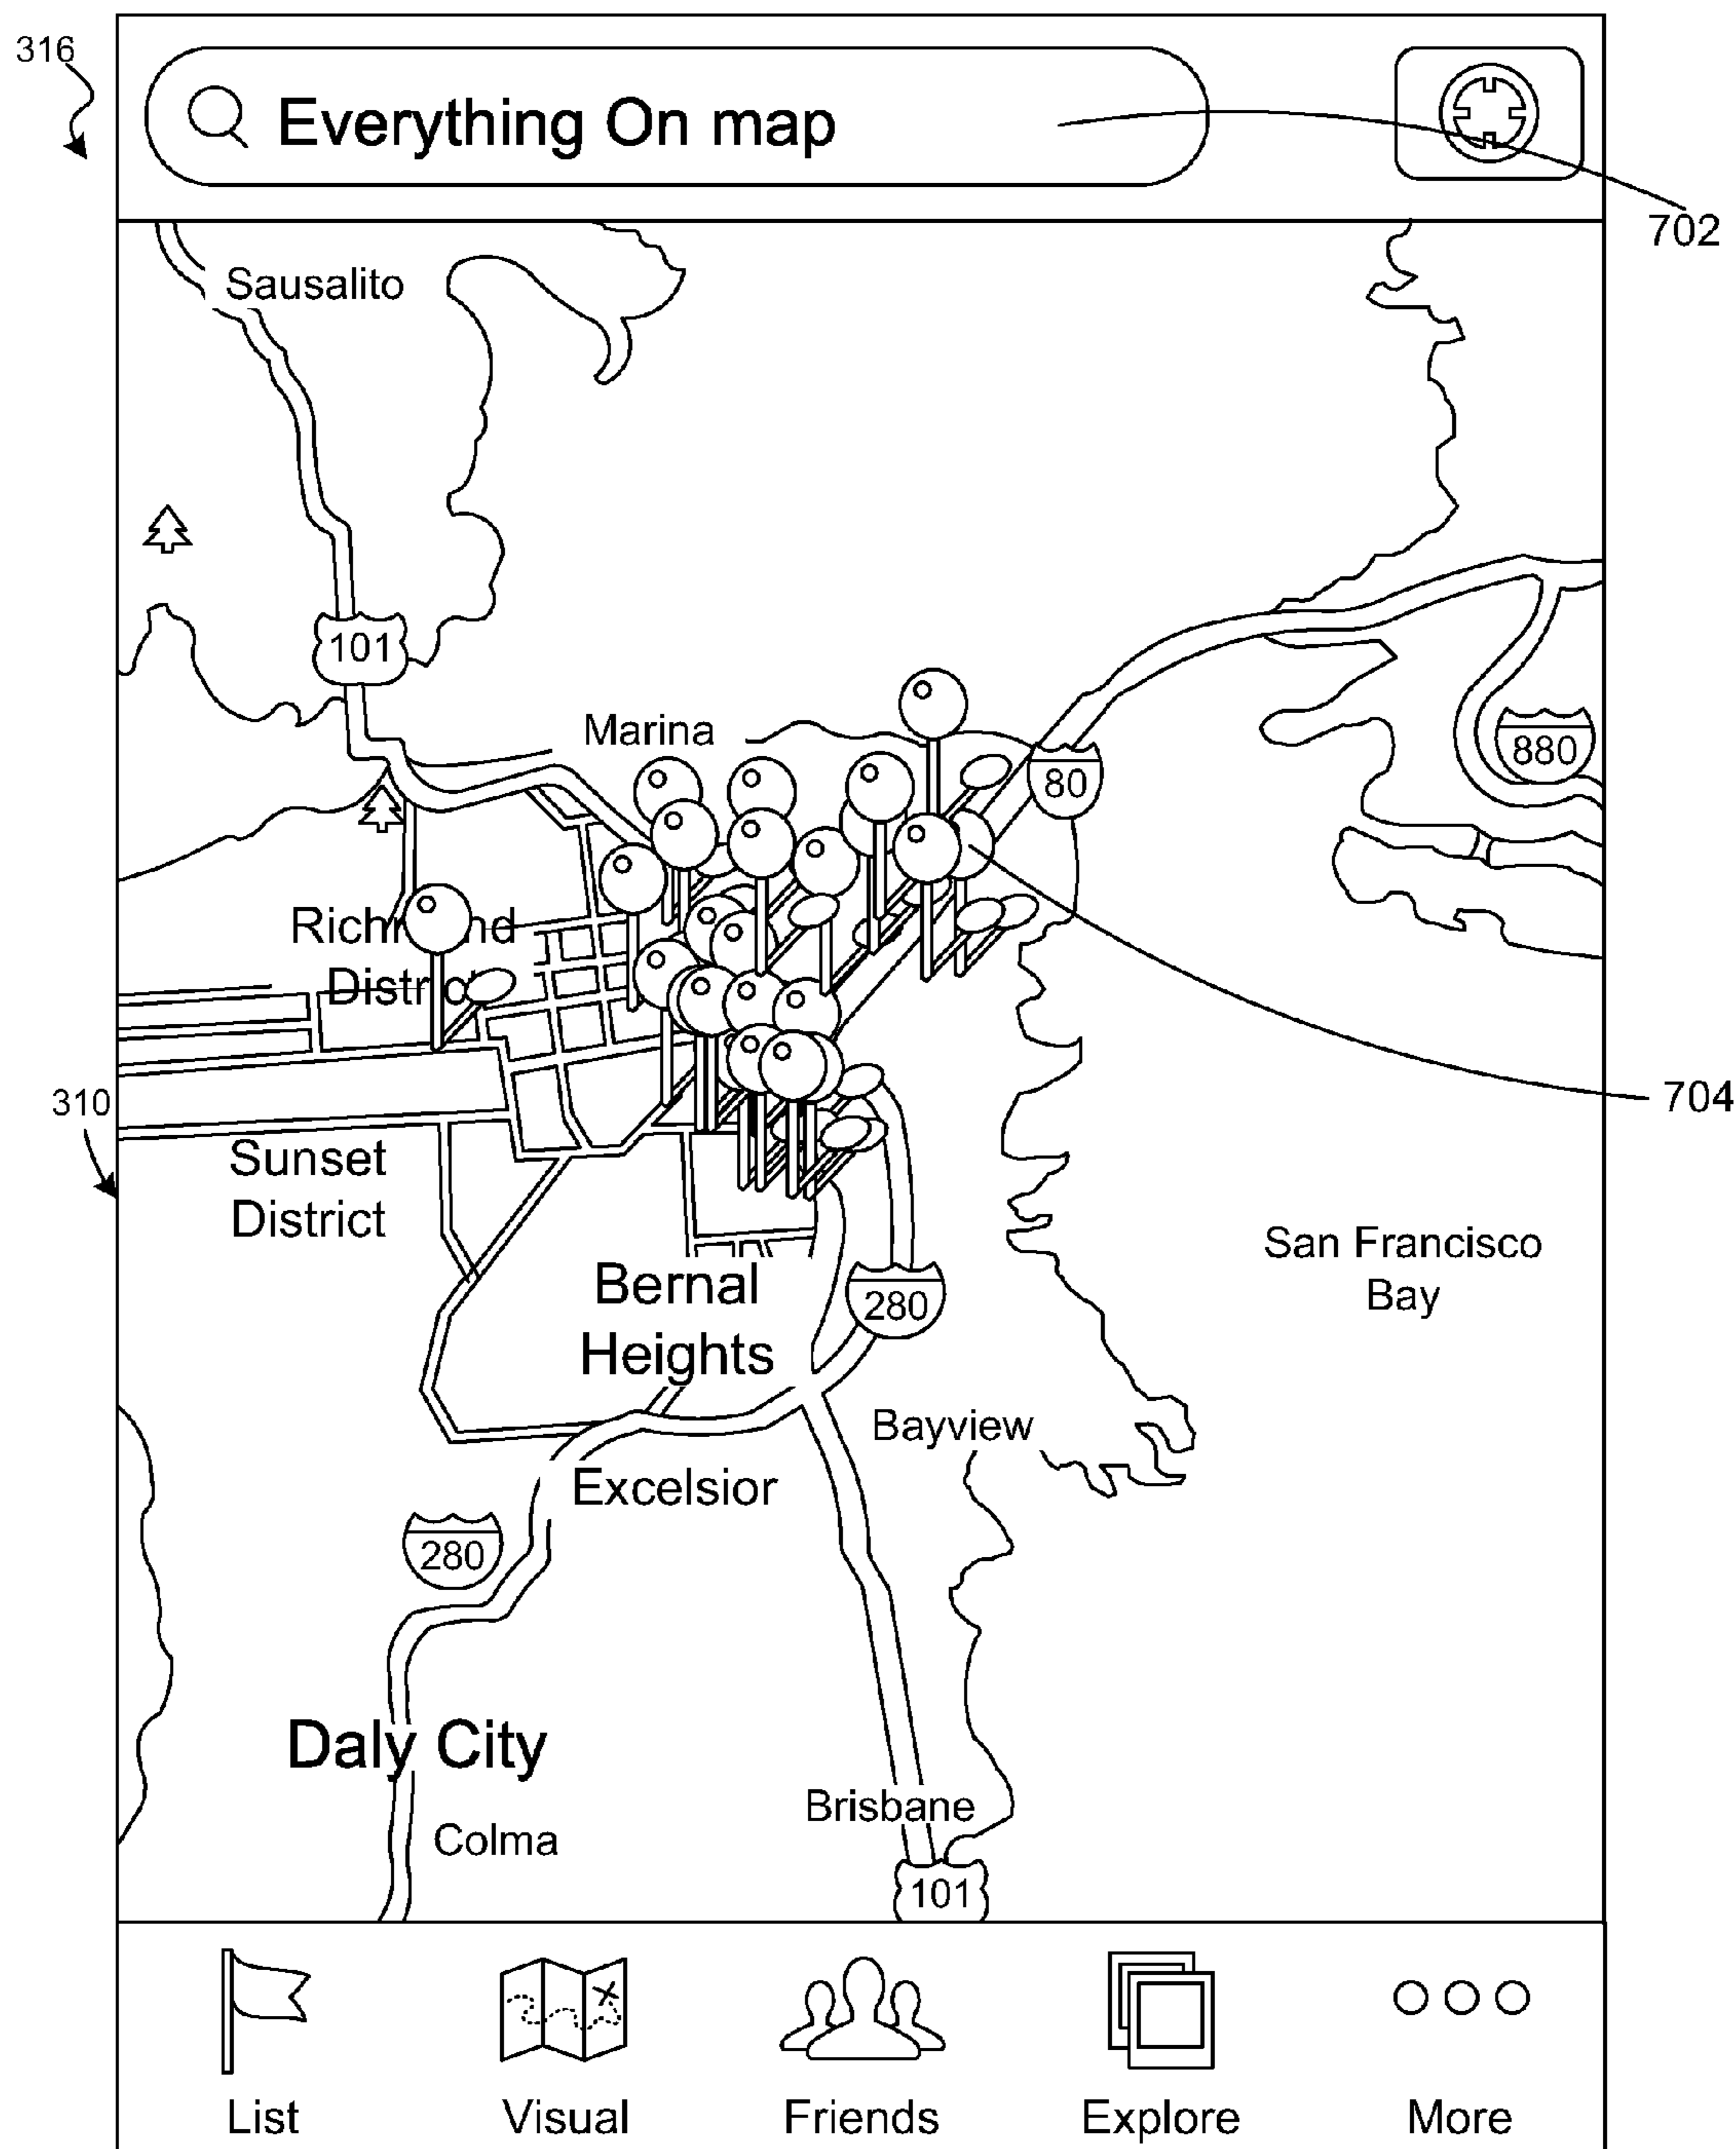 316
Everything On map
702
Sausalito
101
Marina
80
880
Richmond
District
704
310
Sunset
District
San Francisco
Bay
Bernal
Heights
280
Bayview
Excelsior
280
Daly City
Brisbane
Colma
101
List Visual Friends Explore More